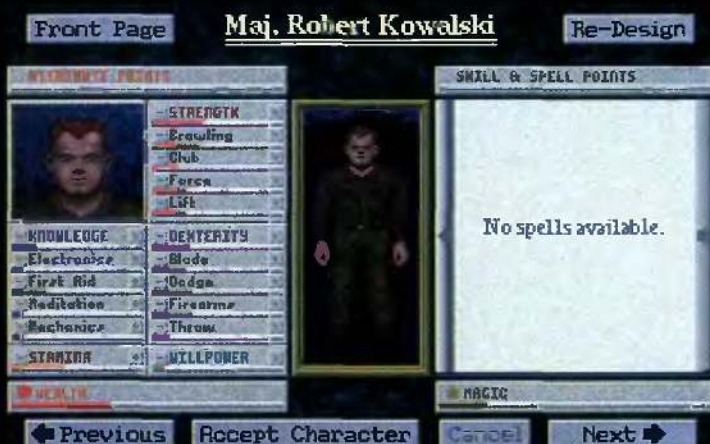 Front Page
Maj. Robert Kowalski
Re-Design
ATTRIBUTE POINTS
SKILL & SPELL POINTS
STRENGTH
Brawling
Club
Force
Lift
KNOWLEDGE
Electronics
First Aid
Meditation
Mechanics
DEXTERITY
Blade
Dodge
Firearms
Throw
STAMINA
WILLPOWER
No spells available.
HEALTH
MAGIC
Previous
Accept Character
Cancel
Next